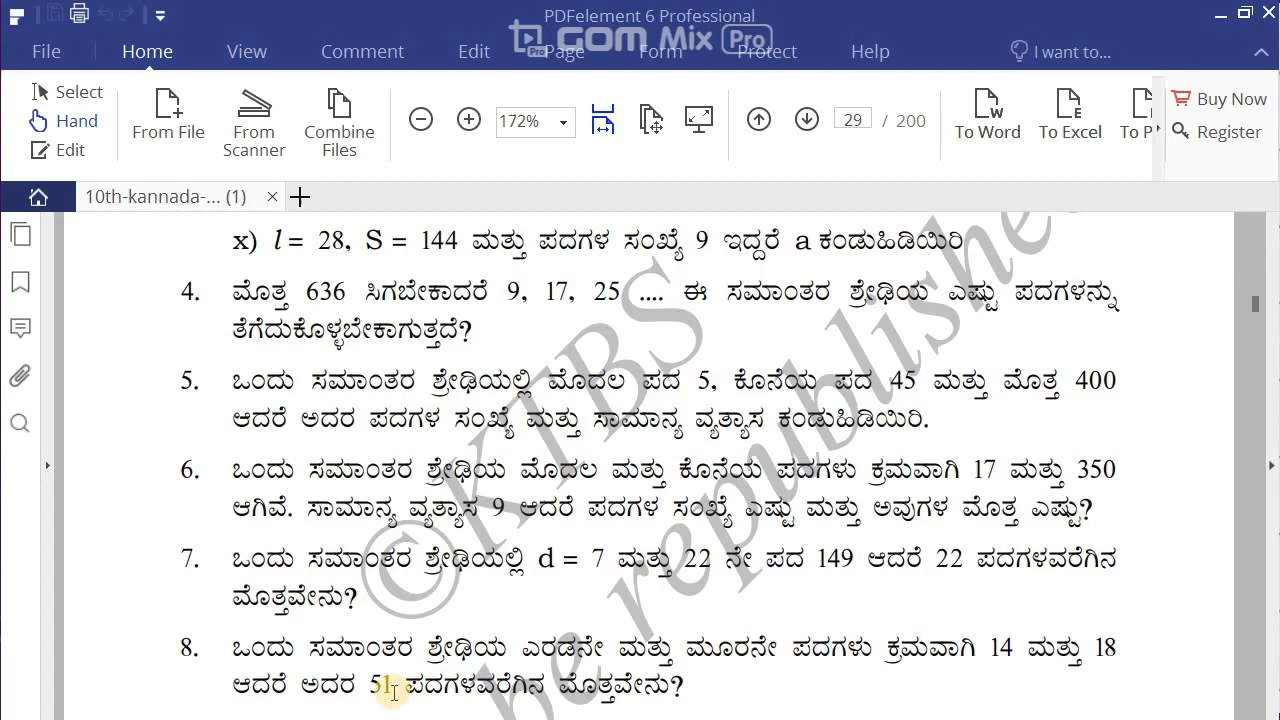 PDFelement 6 Professional
GOM Mix Pro
File Home View Comment Edit Page Form Protect Help I want to...
Select Hand Edit From File From Scanner Combine Files 172% 29 / 200 To Word To Excel To P Buy Now Register
10th-kannada-... (1)
x) l = 28, S = 144 ಮತ್ತು ಪದಗಳ ಸಂಖ್ಯೆ 9 ಇದ್ದರೆ a ಕಂಡುಹಿಡಿಯಿರಿ
4. ಮೊತ್ತ 636 ಸಿಗಬೇಕಾದರೆ 9, 17, 25 .... ಈ ಸಮಾಂತರ ಶ್ರೇಢಿಯ ಎಷ್ಟು ಪದಗಳನ್ನು
ತೆಗೆದುಕೊಳ್ಳಬೇಕಾಗುತ್ತದೆ?
5. ಒಂದು ಸಮಾಂತರ ಶ್ರೇಢಿಯಲ್ಲಿ ಮೊದಲ ಪದ 5, ಕೊನೆಯ ಪದ 45 ಮತ್ತು ಮೊತ್ತ 400
ಆದರೆ ಅದರ ಪದಗಳ ಸಂಖ್ಯೆ ಮತ್ತು ಸಾಮಾನ್ಯ ವ್ಯತ್ಯಾಸ ಕಂಡುಹಿಡಿಯಿರಿ.
6. ಒಂದು ಸಮಾಂತರ ಶ್ರೇಢಿಯ ಮೊದಲ ಮತ್ತು ಕೊನೆಯ ಪದಗಳು ಕ್ರಮವಾಗಿ 17 ಮತ್ತು 350
ಆಗಿವೆ. ಸಾಮಾನ್ಯ ವ್ಯತ್ಯಾಸ 9 ಆದರೆ ಪದಗಳ ಸಂಖ್ಯೆ ಎಷ್ಟು ಮತ್ತು ಅವುಗಳ ಮೊತ್ತ ಎಷ್ಟು?
7. ಒಂದು ಸಮಾಂತರ ಶ್ರೇಢಿಯಲ್ಲಿ d = 7 ಮತ್ತು 22 ನೇ ಪದ 149 ಆದರೆ 22 ಪದಗಳವರೆಗಿನ
ಮೊತ್ತವೇನು?
8. ಒಂದು ಸಮಾಂತರ ಶ್ರೇಢಿಯ ಎರಡನೇ ಮತ್ತು ಮೂರನೇ ಪದಗಳು ಕ್ರಮವಾಗಿ 14 ಮತ್ತು 18
ಆದರೆ ಅದರ 51 ಪದಗಳವರೆಗಿನ ಮೊತ್ತವೇನು?
©KTBS
be republishe